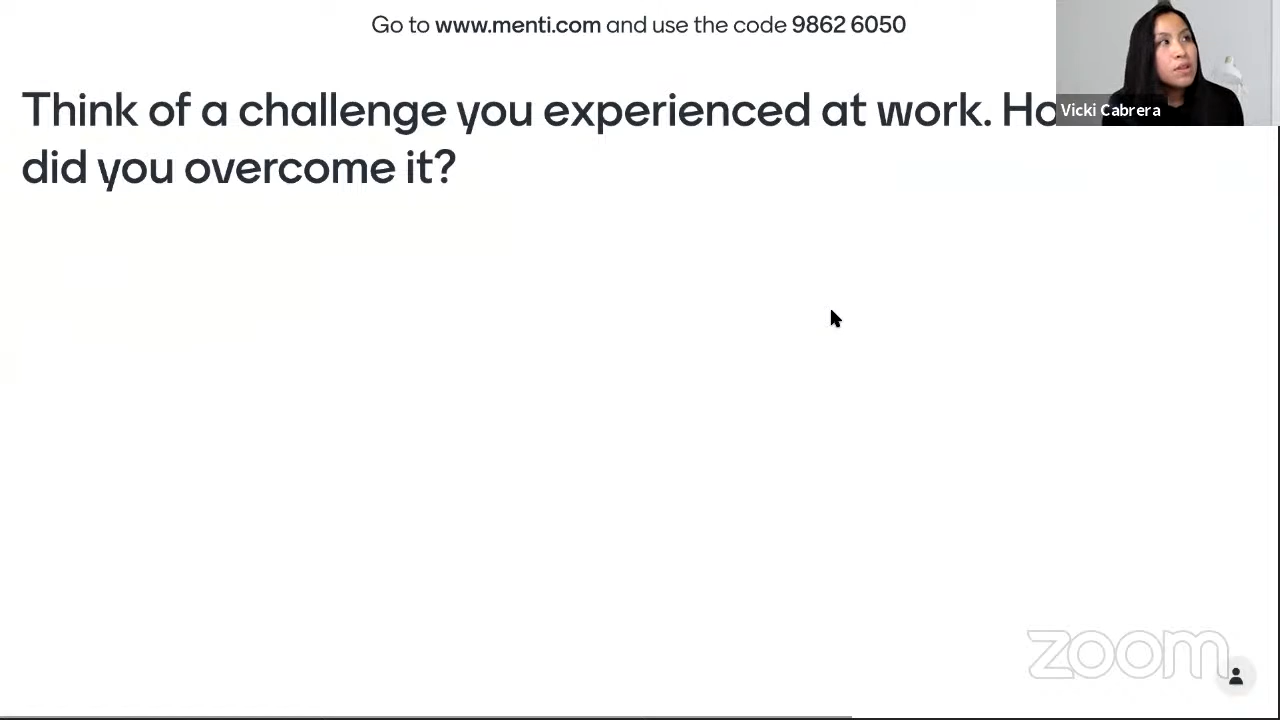 Go to www.menti.com and use the code 9862 6050
Think of a challenge you experienced at work. Ho
did you overcome it?
Vicki Cabrera
zoom